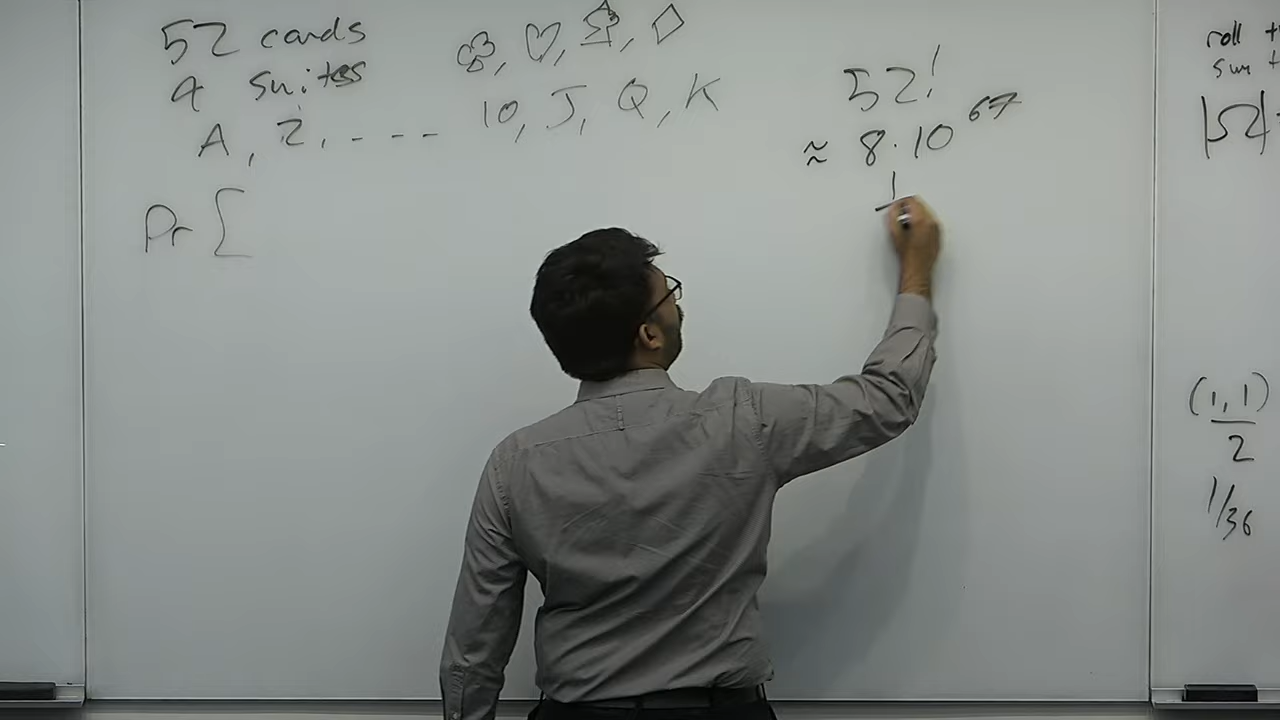 52 cards
4 suites
♣, ♡, ♠, ♢
A, 2, ---- 10, J, Q, K
Pr [
52!
≈ 8·10^67
1
roll
sum
|52|
(1, 1)
2
1/36